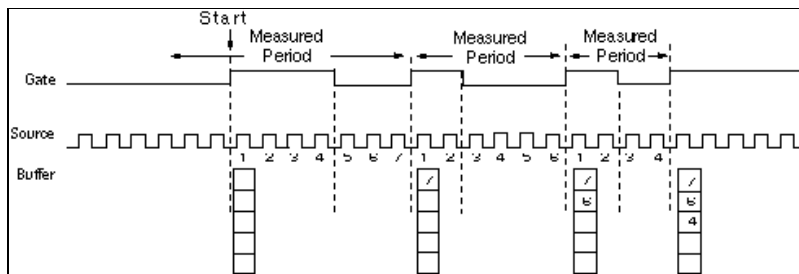 Start
Measured Period
Measured Period
Measured Period
Gate
Source
1 2 3 4 5 6 7 1 2 3 4 5 6 1 2 3 4
Buffer
7
7
6
7
6
4